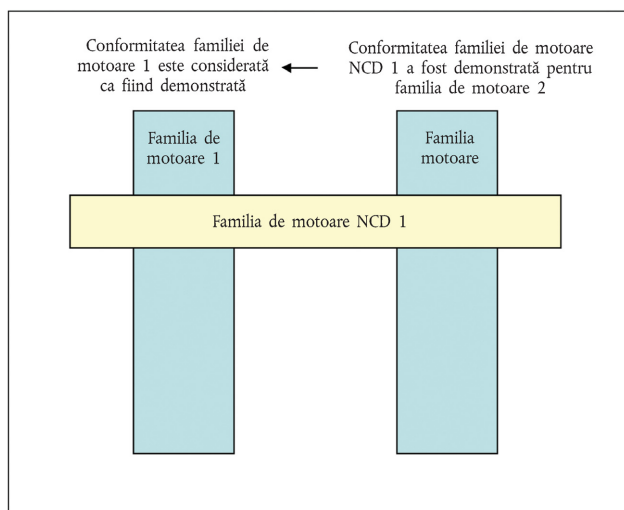 Conformitatea familiei de
motoare 1 este considerată
ca fiind demonstrată
Conformitatea familiei de motoare
NCD 1 a fost demonstrată pentru
familia de motoare 2
Familia de
motoare 1
Familia
motoare
Familia de motoare NCD 1